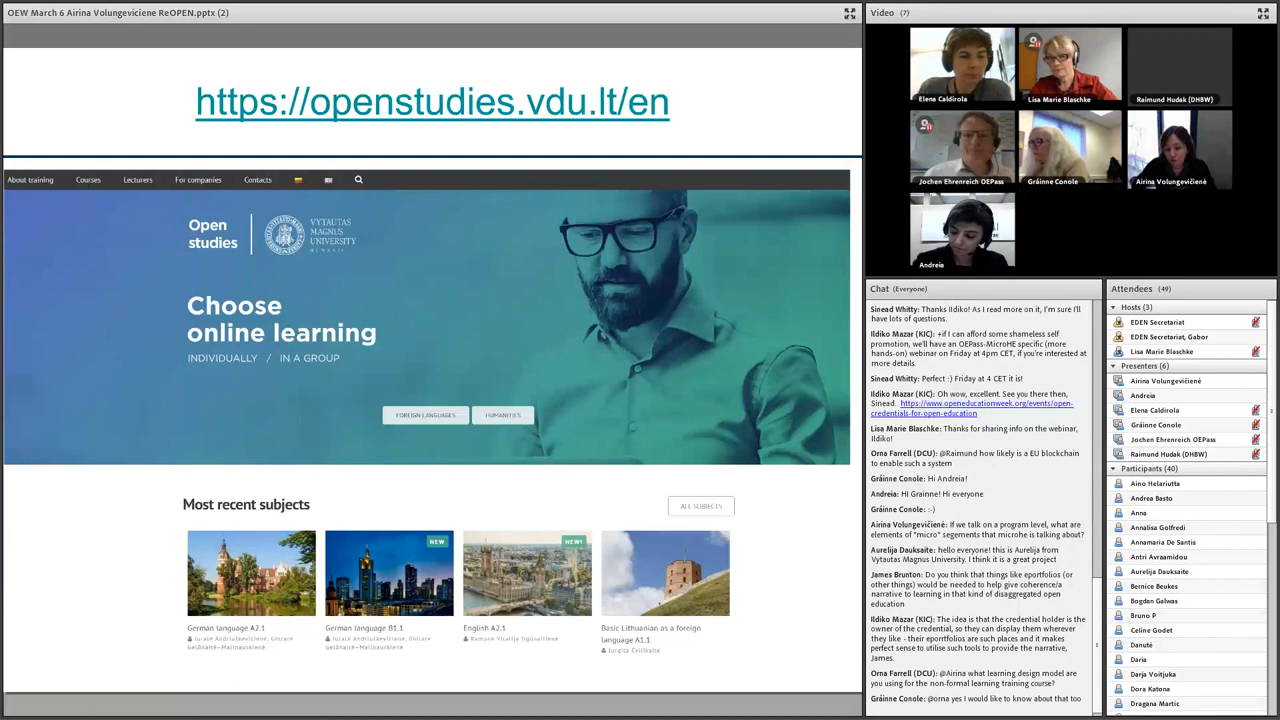 OEW March 6 Airina Volungeviciene ReOPEN.pptx (2)
https://openstudies.vdu.lt/en
About training Courses Lecturers For companies Contacts
Open
studies
VYTAUTAS
MAGNUS
UNIVERSITY
Choose
online learning
INDIVIDUALLY / IN A GROUP
FOREIGN LANGUAGES HUMANITIES
Most recent subjects
ALL SUBJECTS
NEW
NEW!
German language A2.1
German language B1.1
English A2.1
Basic Lithuanian as a foreign
language A1.1
Jurgita Cvilikaitė
Video (7)
Elena Caldirola
Lisa Marie Blaschke
Raimund Hudak (DHBW)
Jochen Ehrenreich OEPass
Gráinne Conole
Airina Volungevičienė
Andreia
Chat (Everyone)
Sinead Whitty: Thanks Ildiko! As I read more on it, I'm sure I'll
have lots of questions.
Ildiko Mazar (KIC): +if I can afford some shameless self
promotion, we'll have an OEPass-MicroHE specific (more
hands-on) webinar on Friday at 4pm CET, if you're interested at
more details.
Sinead Whitty: Perfect :) Friday at 4 CET it is!
Ildiko Mazar (KIC): Oh wow, excellent. See you there then,
Sinead. https://www.openeducationweek.org/events/open-
credentials-for-open-education
Lisa Marie Blaschke: Thanks for sharing info on the webinar,
Ildiko!
Orna Farrell (DCU): @Raimund how likely is a EU blockchain
to enable such a system
Gráinne Conole: Hi Andreia!
Andreia: HI Grainne! Hi everyone
Gráinne Conole: :-)
Airina Volungevičienė: If we talk on a program level, what are
elements of "micro" segements that microhe is talking about?
Aurelija Dauksaite: hello everyone! this is Aurelija from
Vytautas Magnus University. I think it is a great project
James Brunton: Do you think that things like eportfolios (or
other things) would be needed to help give coherence/a
narrative to learning in that kind of disaggregated open
education
Ildiko Mazar (KIC): The idea is that the credential holder is the
owner of the credential, so they can display them wherever
they like - their eportfolios are such places and it makes
perfect sense to utilise such tools to provide the narrative,
James.
Orna Farrell (DCU): @Airina what learning design model are
you using for the non-formal learning training course?
Gráinne Conole: @orna yes I would like to know about that too
Attendees (49)
Hosts (3)
EDEN Secretariat
EDEN Secretariat, Gabor
Lisa Marie Blaschke
Presenters (6)
Airina Volungevičienė
Andreia
Elena Caldirola
Gráinne Conole
Jochen Ehrenreich OEPass
Raimund Hudak (DHBW)
Participants (40)
Aino Helariutta
Andrea Basto
Anna
Annalisa Golfredi
Annamaria De Santis
Antri Avraamidou
Aurelija Dauksaite
Bernice Beukes
Bogdan Galwas
Bruno P
Celine Godet
Danutė
Daria
Darja Voitjuka
Dora Katona
Dragana Martic